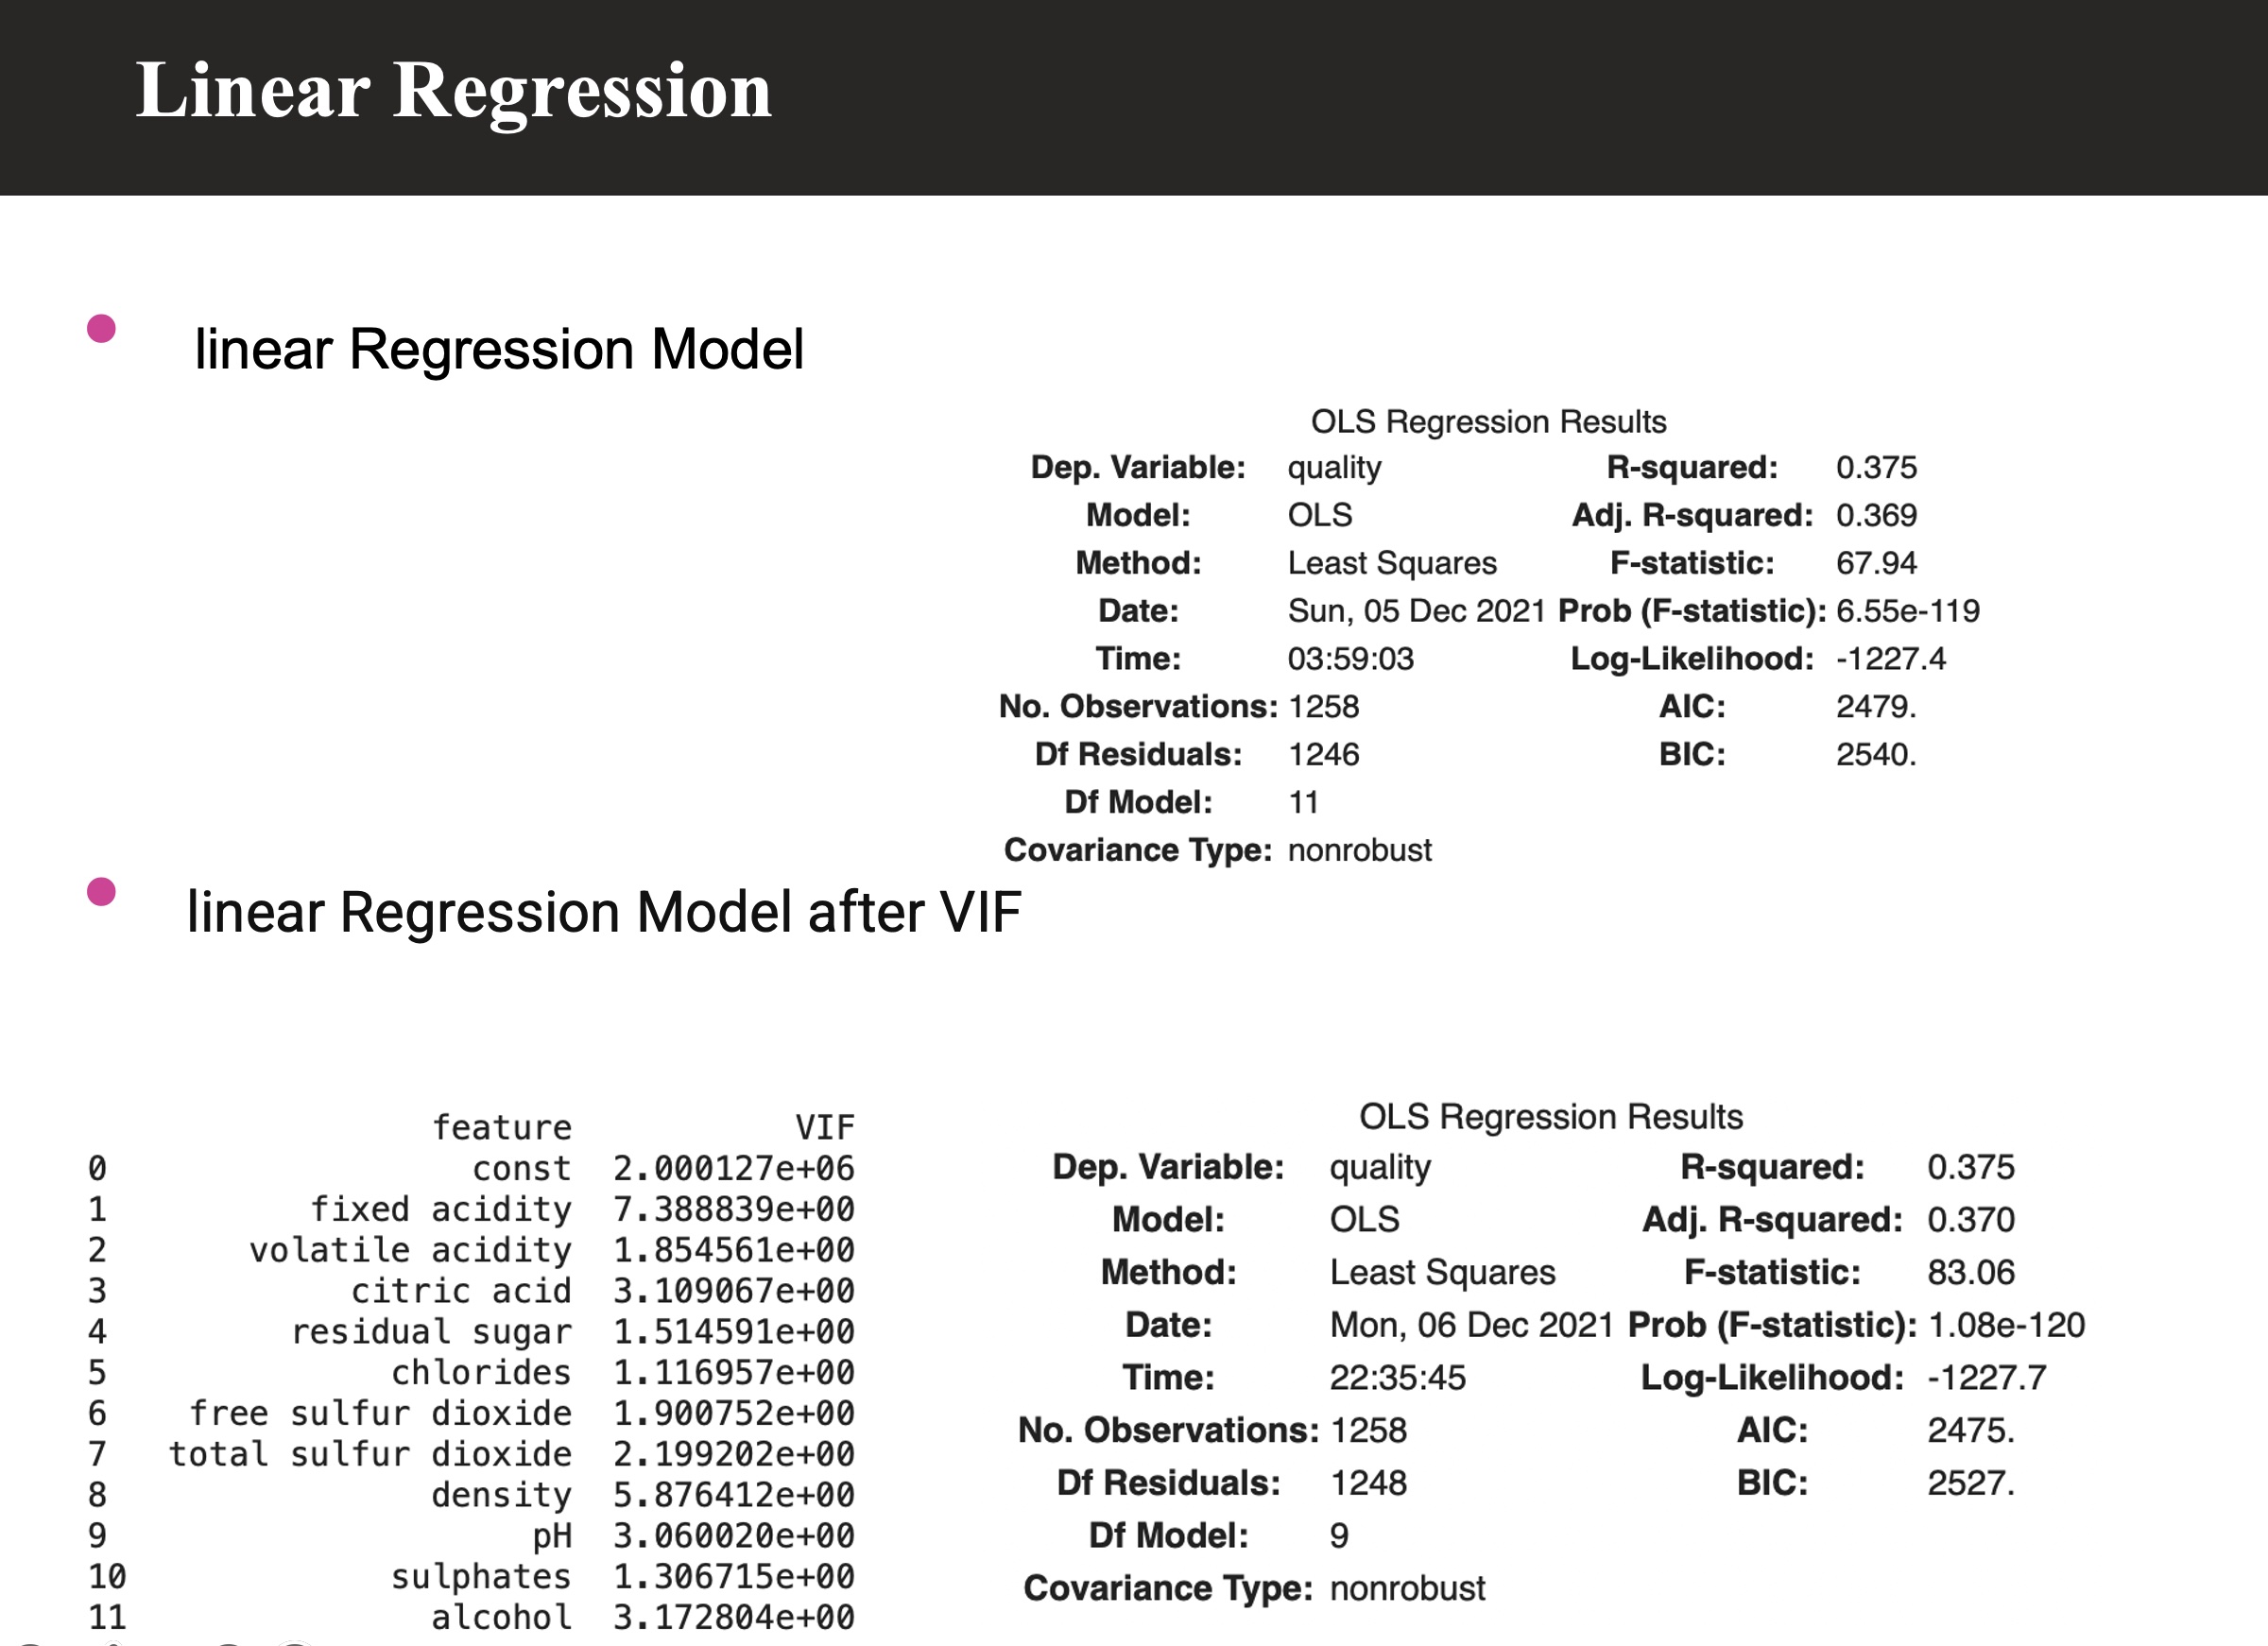 Linear Regression
linear Regression Model
OLS Regression Results
Dep. Variable: quality R-squared: 0.375
Model: OLS Adj. R-squared: 0.369
Method: Least Squares F-statistic: 67.94
Date: Sun, 05 Dec 2021 Prob (F-statistic): 6.55e-119
Time: 03:59:03 Log-Likelihood: -1227.4
No. Observations: 1258 AIC: 2479.
Df Residuals: 1246 BIC: 2540.
Df Model: 11
Covariance Type: nonrobust
linear Regression Model after VIF
feature VIF
0 const 2.000127e+06
1 fixed acidity 7.388839e+00
2 volatile acidity 1.854561e+00
3 citric acid 3.109067e+00
4 residual sugar 1.514591e+00
5 chlorides 1.116957e+00
6 free sulfur dioxide 1.900752e+00
7 total sulfur dioxide 2.199202e+00
8 density 5.876412e+00
9 pH 3.060020e+00
10 sulphates 1.306715e+00
11 alcohol 3.172804e+00
OLS Regression Results
Dep. Variable: quality R-squared: 0.375
Model: OLS Adj. R-squared: 0.370
Method: Least Squares F-statistic: 83.06
Date: Mon, 06 Dec 2021 Prob (F-statistic): 1.08e-120
Time: 22:35:45 Log-Likelihood: -1227.7
No. Observations: 1258 AIC: 2475.
Df Residuals: 1248 BIC: 2527.
Df Model: 9
Covariance Type: nonrobust